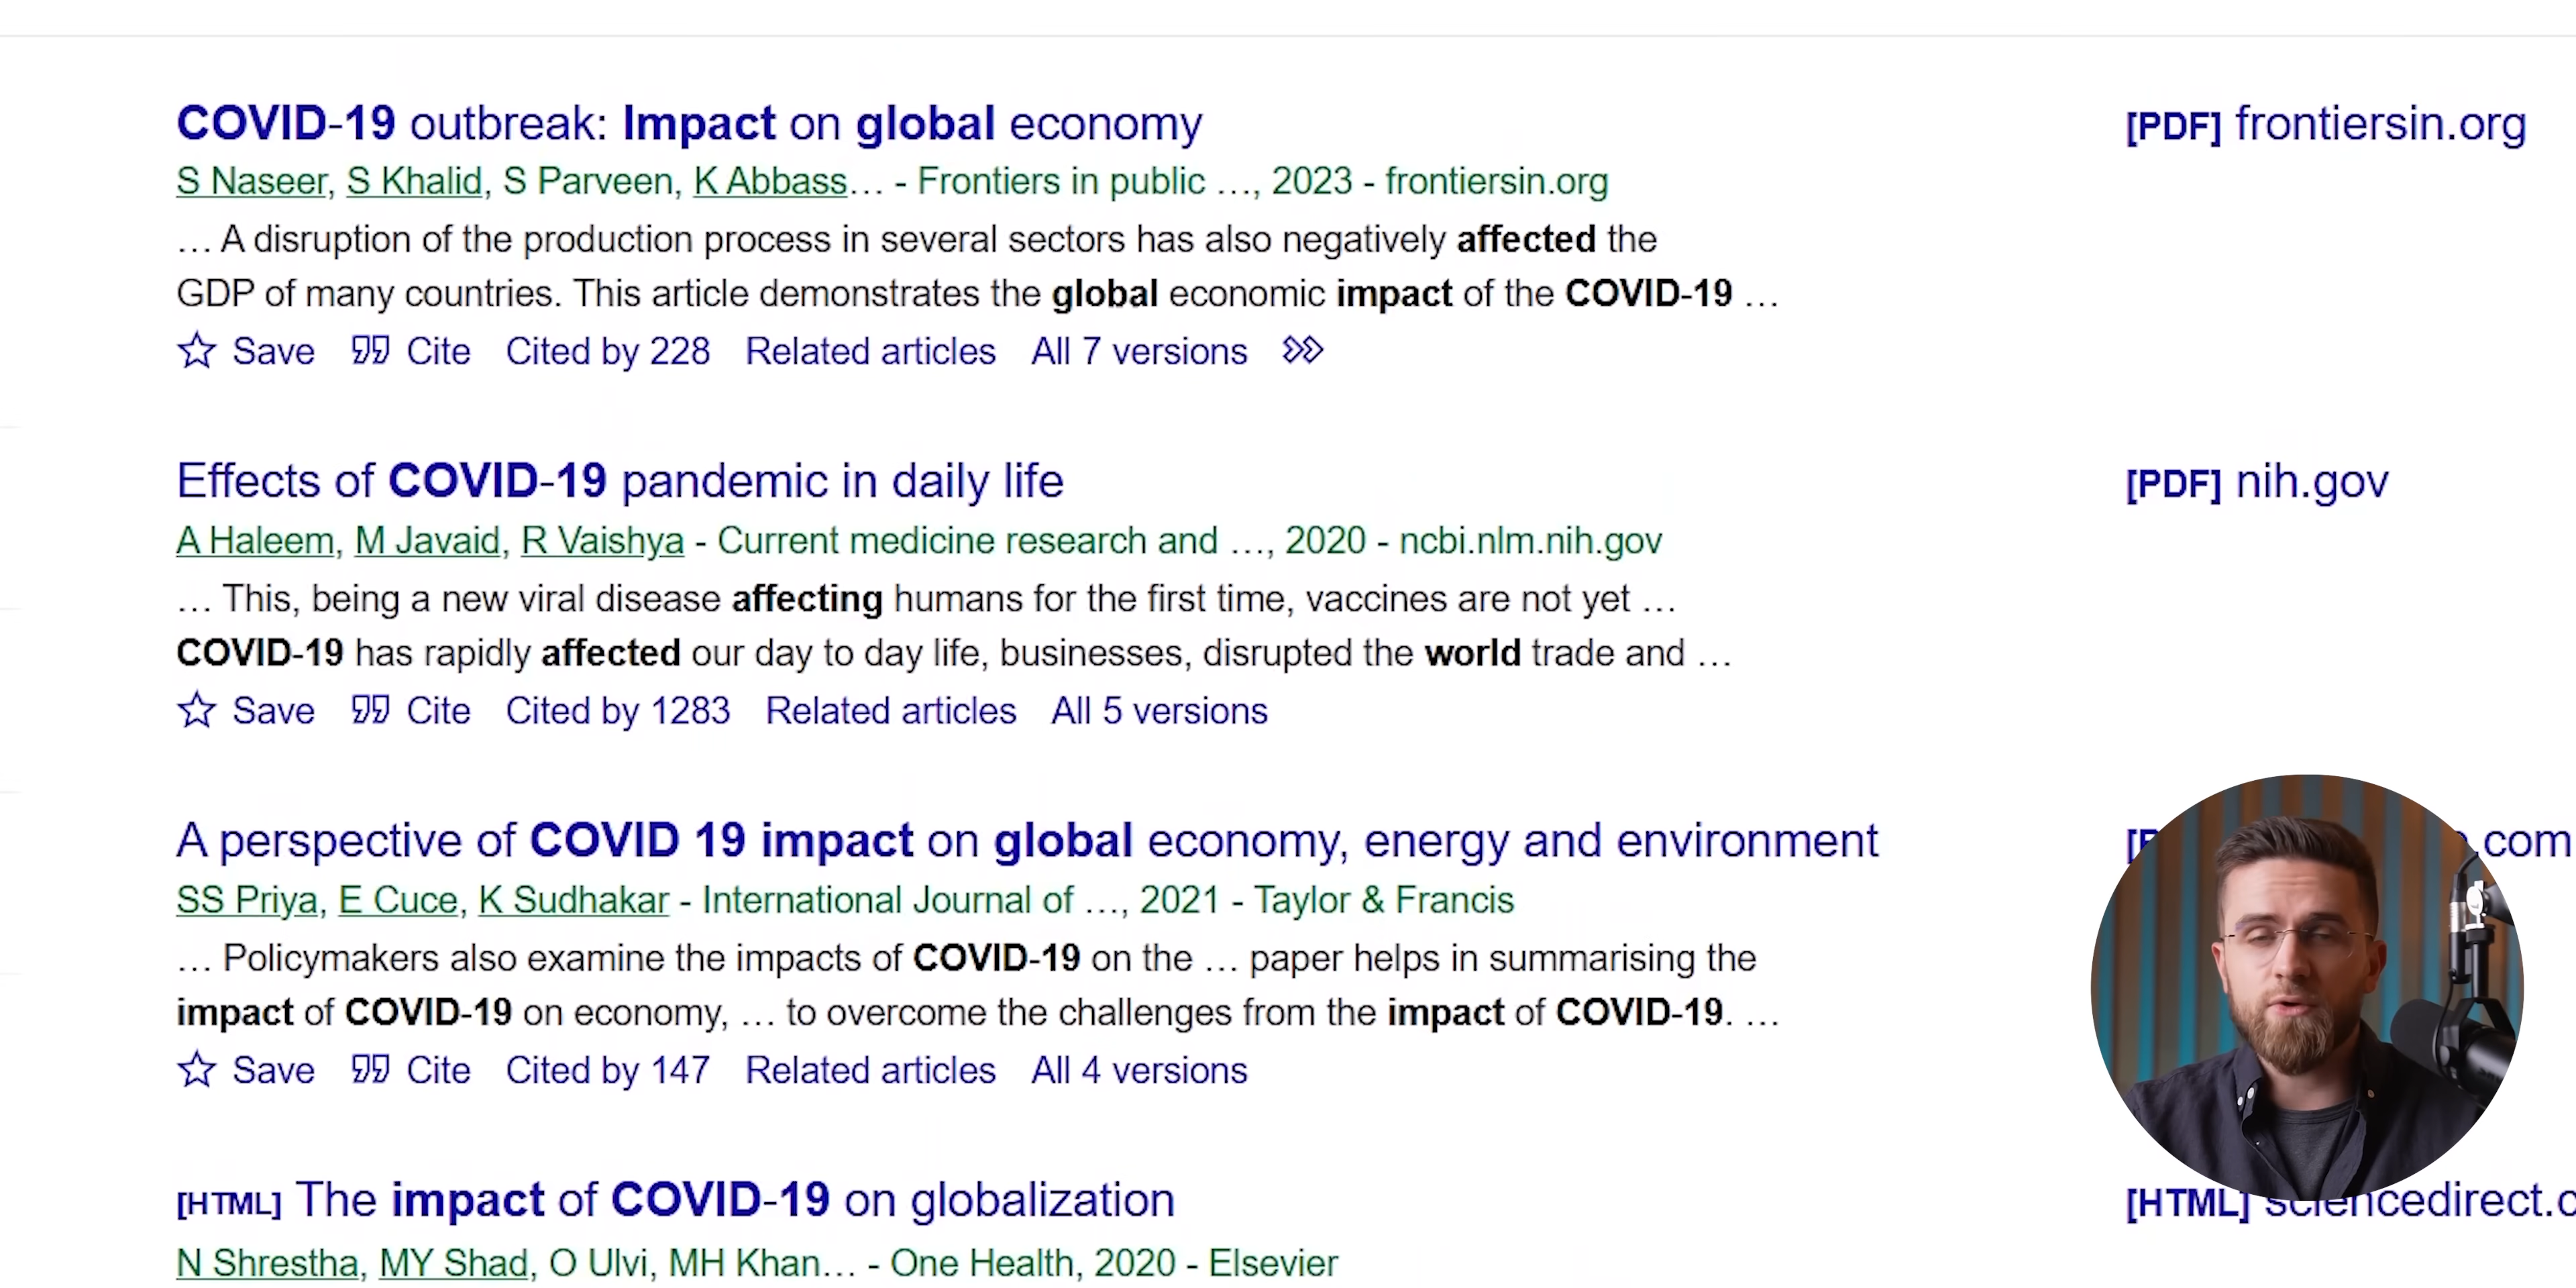 COVID-19 outbreak: Impact on global economy
[PDF] frontiersin.org
S Naseer, S Khalid, S Parveen, K Abbass… - Frontiers in public …, 2023 - frontiersin.org
… A disruption of the production process in several sectors has also negatively affected the
GDP of many countries. This article demonstrates the global economic impact of the COVID-19 …
Save Cite Cited by 228 Related articles All 7 versions
Effects of COVID-19 pandemic in daily life
[PDF] nih.gov
A Haleem, M Javaid, R Vaishya - Current medicine research and …, 2020 - ncbi.nlm.nih.gov
… This, being a new viral disease affecting humans for the first time, vaccines are not yet …
COVID-19 has rapidly affected our day to day life, businesses, disrupted the world trade and …
Save Cite Cited by 1283 Related articles All 5 versions
A perspective of COVID 19 impact on global economy, energy and environment
.com
SS Priya, E Cuce, K Sudhakar - International Journal of …, 2021 - Taylor & Francis
… Policymakers also examine the impacts of COVID-19 on the … paper helps in summarising the
impact of COVID-19 on economy, … to overcome the challenges from the impact of COVID-19. …
Save Cite Cited by 147 Related articles All 4 versions
[HTML] The impact of COVID-19 on globalization
[HTML] sciencedirect.c
N Shrestha, MY Shad, O Ulvi, MH Khan… - One Health, 2020 - Elsevier